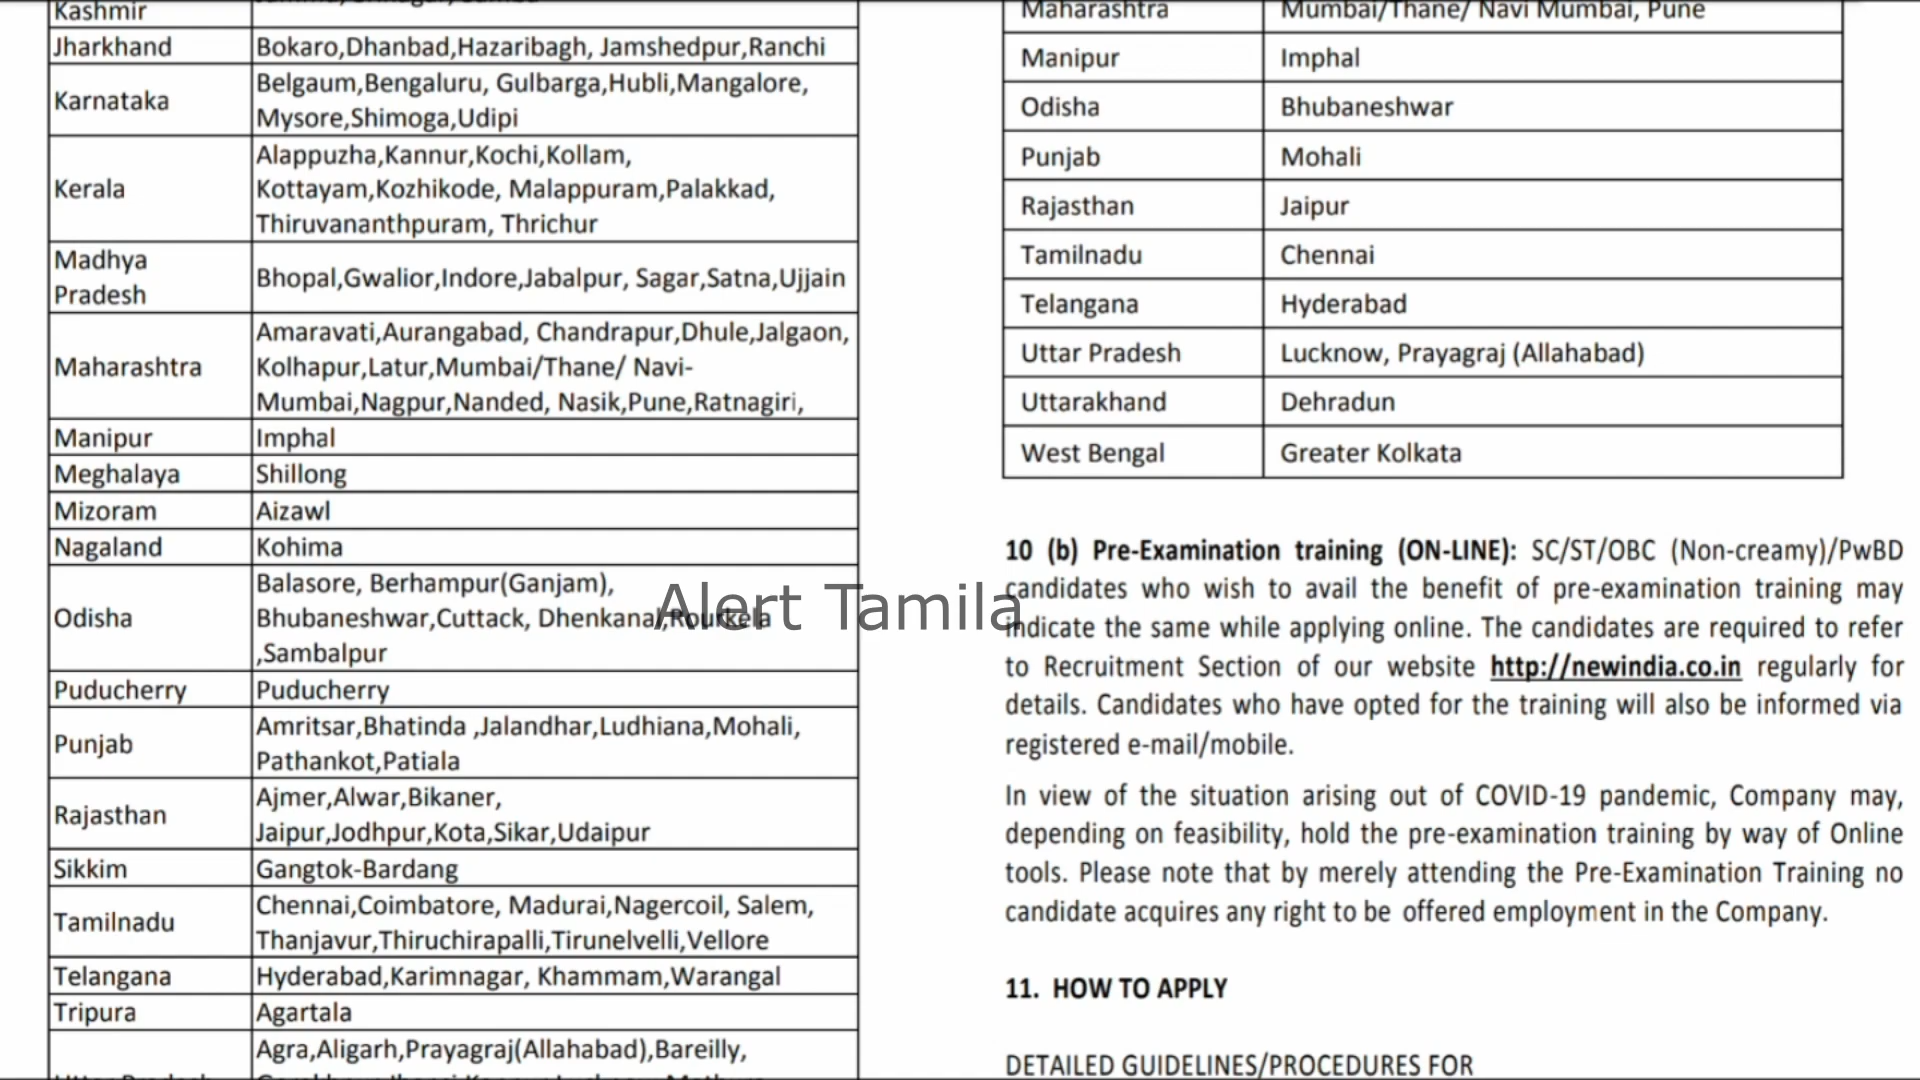 Kashmir
Jharkhand Bokaro,Dhanbad,Hazaribagh, Jamshedpur,Ranchi
Karnataka Belgaum,Bengaluru, Gulbarga,Hubli,Mangalore,
Mysore,Shimoga,Udipi
Kerala Alappuzha,Kannur,Kochi,Kollam,
Kottayam,Kozhikode, Malappuram,Palakkad,
Thiruvananthpuram, Thrichur
Madhya
Pradesh Bhopal,Gwalior,Indore,Jabalpur, Sagar,Satna,Ujjain
Maharashtra Amaravati,Aurangabad, Chandrapur,Dhule,Jalgaon,
Kolhapur,Latur,Mumbai/Thane/ Navi-
Mumbai,Nagpur,Nanded, Nasik,Pune,Ratnagiri,
Manipur Imphal
Meghalaya Shillong
Mizoram Aizawl
Nagaland Kohima
Odisha Balasore, Berhampur(Ganjam),
Bhubaneshwar,Cuttack, Dhenkanal,Rourkela
,Sambalpur
Puducherry Puducherry
Punjab Amritsar,Bhatinda ,Jalandhar,Ludhiana,Mohali,
Pathankot,Patiala
Rajasthan Ajmer,Alwar,Bikaner,
Jaipur,Jodhpur,Kota,Sikar,Udaipur
Sikkim Gangtok-Bardang
Tamilnadu Chennai,Coimbatore, Madurai,Nagercoil, Salem,
Thanjavur,Thiruchirapalli,Tirunelvelli,Vellore
Telangana Hyderabad,Karimnagar, Khammam,Warangal
Tripura Agartala
Agra,Aligarh,Prayagraj(Allahabad),Bareilly,
Maharashtra Mumbai/Thane/ Navi Mumbai, Pune
Manipur Imphal
Odisha Bhubaneshwar
Punjab Mohali
Rajasthan Jaipur
Tamilnadu Chennai
Telangana Hyderabad
Uttar Pradesh Lucknow, Prayagraj (Allahabad)
Uttarakhand Dehradun
West Bengal Greater Kolkata
10 (b) Pre-Examination training (ON-LINE): SC/ST/OBC (Non-creamy)/PwBD
candidates who wish to avail the benefit of pre-examination training may
indicate the same while applying online. The candidates are required to refer
to Recruitment Section of our website http://newindia.co.in regularly for
details. Candidates who have opted for the training will also be informed via
registered e-mail/mobile.
In view of the situation arising out of COVID-19 pandemic, Company may,
depending on feasibility, hold the pre-examination training by way of Online
tools. Please note that by merely attending the Pre-Examination Training no
candidate acquires any right to be offered employment in the Company.
11. HOW TO APPLY
DETAILED GUIDELINES/PROCEDURES FOR
Alert Tamila